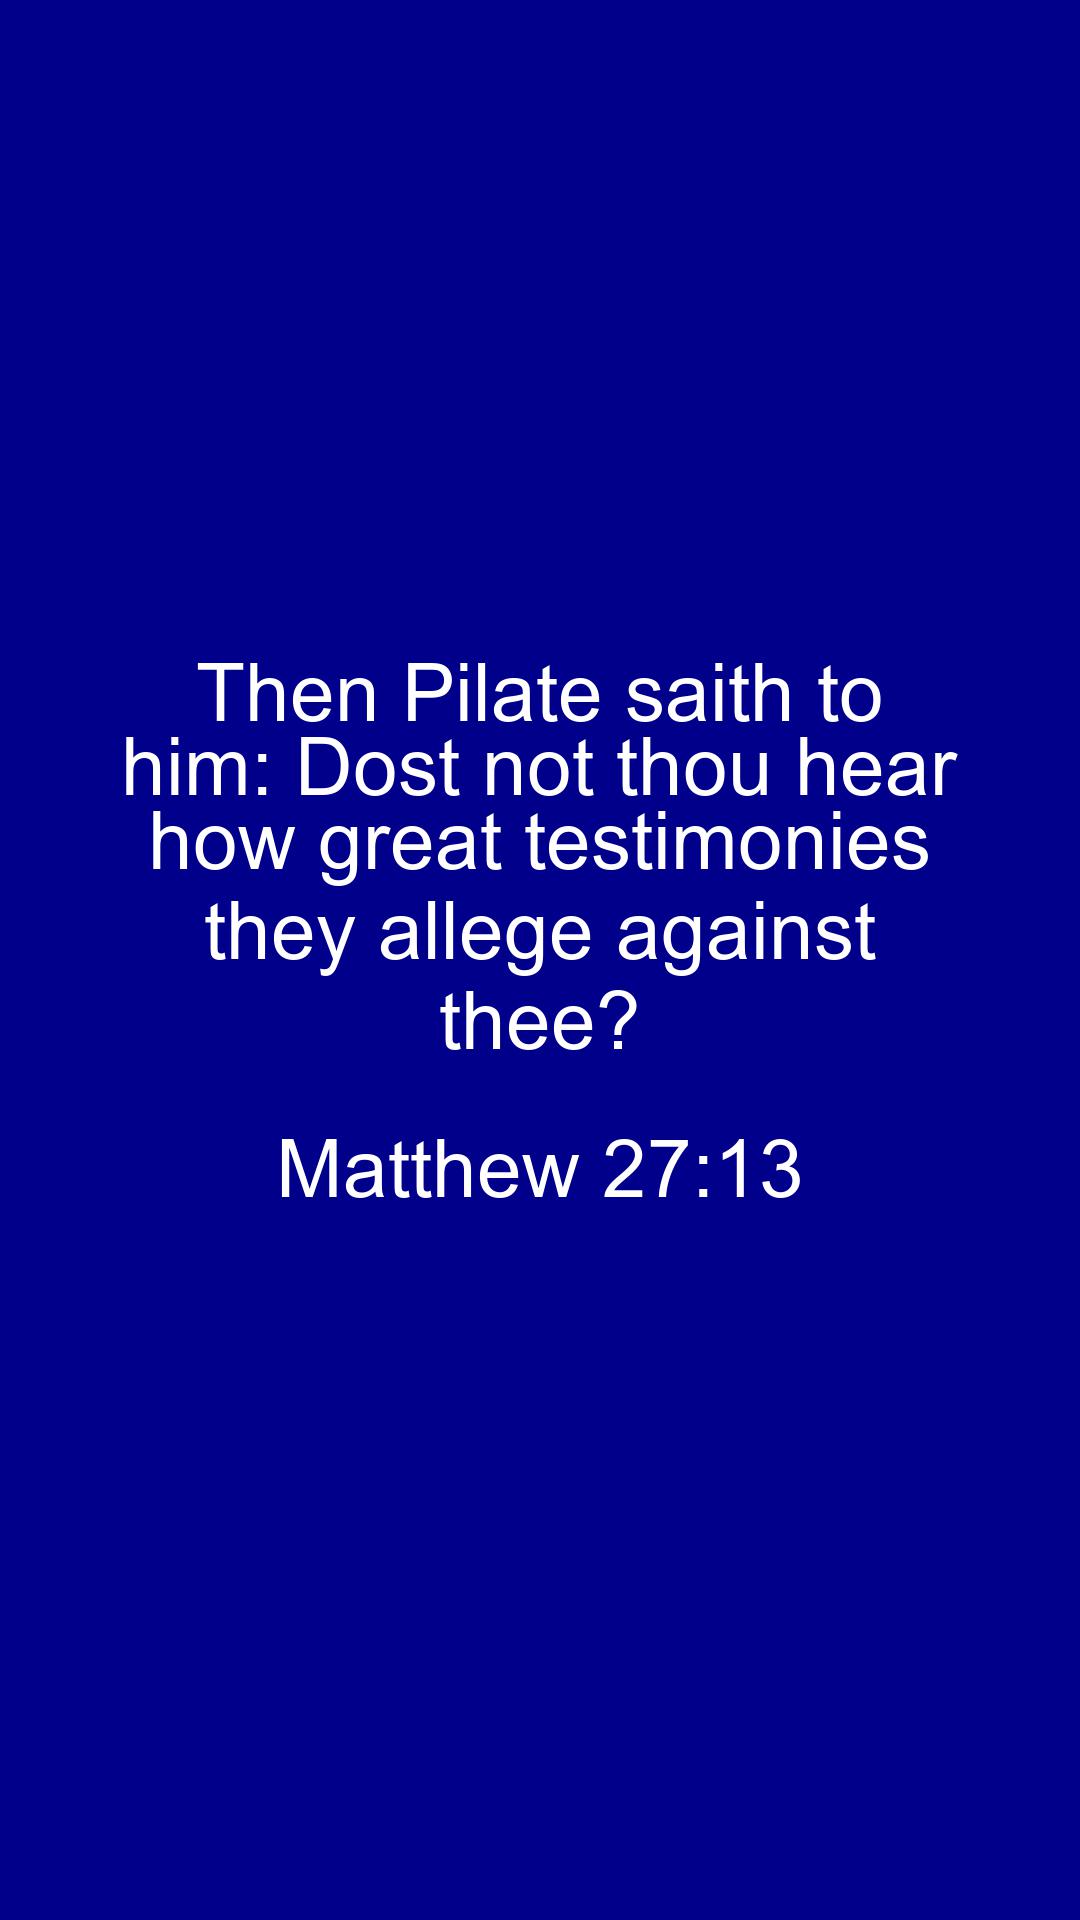 Then Pilate saith to
him: Dost not thou hear
how great testimonies
they allege against
thee?
Matthew 27:13